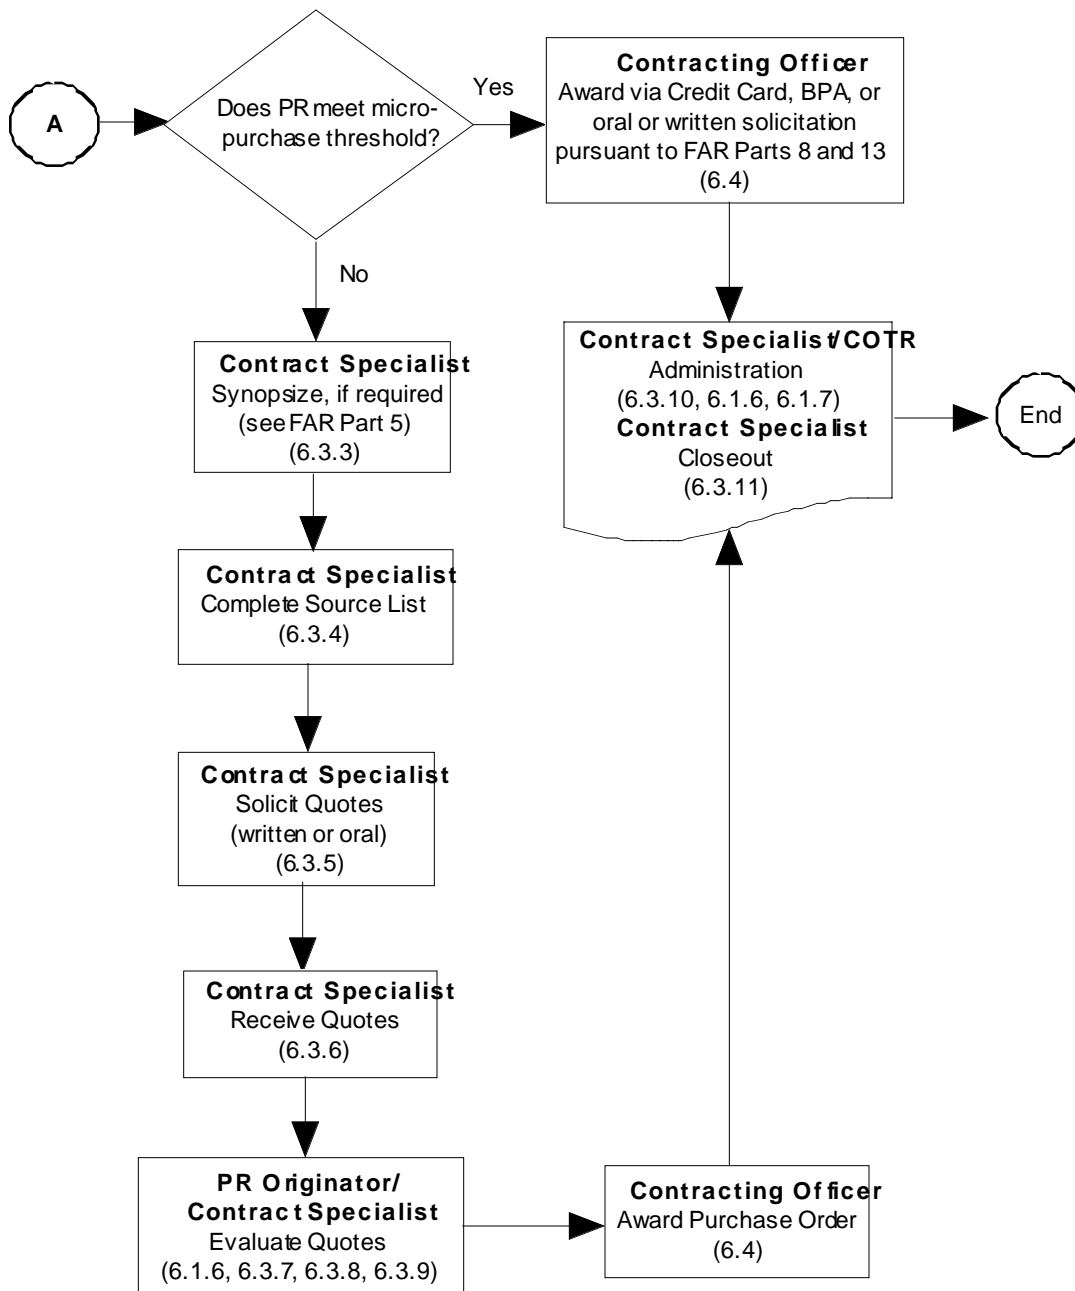 A
Does PR meet micro-
purchase threshold?
Yes
Contracting Officer
Award via Credit Card, BPA, or
oral or written solicitation
pursuant to FAR Parts 8 and 13
(6.4)
No
Contract Specialist
Synopsize, if required
(see FAR Part 5)
(6.3.3)
Contract Specialist/COTR
Administration
(6.3.10, 6.1.6, 6.1.7)
Contract Specialist
Closeout
(6.3.11)
End
Contract Specialist
Complete Source List
(6.3.4)
Contract Specialist
Solicit Quotes
(written or oral)
(6.3.5)
Contract Specialist
Receive Quotes
(6.3.6)
PR Originator/
Contract Specialist
Evaluate Quotes
(6.1.6, 6.3.7, 6.3.8, 6.3.9)
Contracting Officer
Award Purchase Order
(6.4)